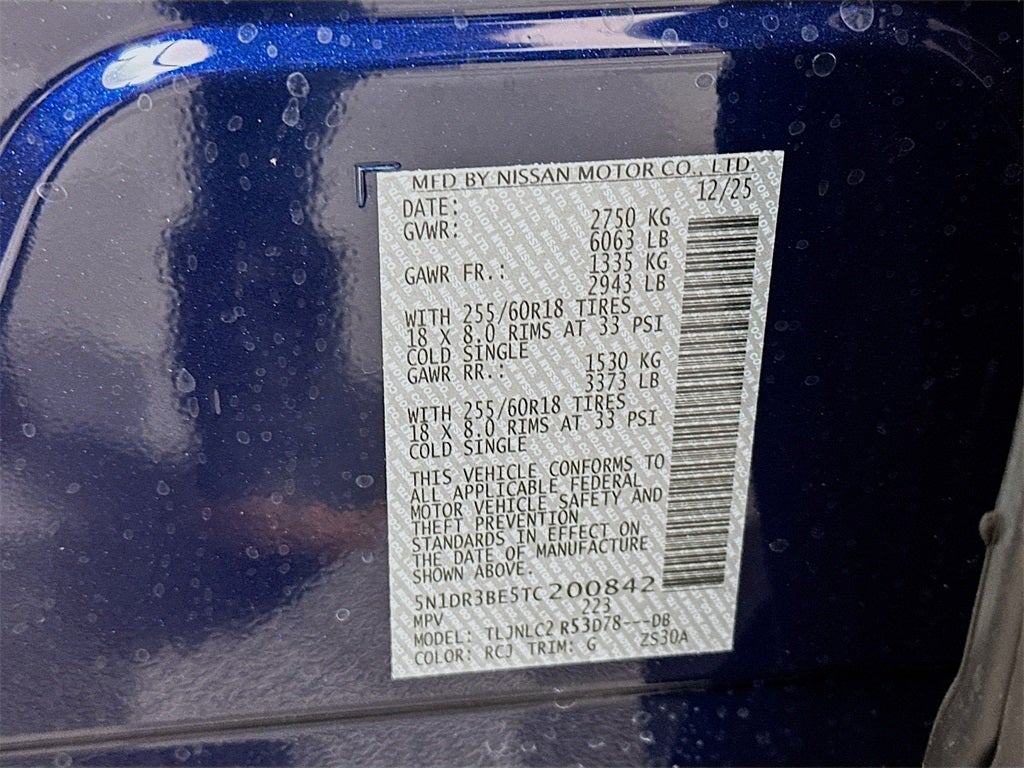 MFD BY NISSAN MOTOR CO., LTD.
DATE: 12/25
GVWR: 2750 KG
6063 LB
GAWR FR.: 1335 KG
2943 LB
WITH 255/60R18 TIRES
18 X 8.0 RIMS AT 33 PSI
COLD SINGLE
GAWR RR.: 1530 KG
3373 LB
WITH 255/60R18 TIRES
18 X 8.0 RIMS AT 33 PSI
COLD SINGLE
THIS VEHICLE CONFORMS TO
ALL APPLICABLE FEDERAL
MOTOR VEHICLE SAFETY AND
THEFT PREVENTION
STANDARDS IN EFFECT ON
THE DATE OF MANUFACTURE
SHOWN ABOVE.
5N1DR3BE5TC200842
MPV 223
MODEL: TLJNLC2 R53D78---DB
COLOR: RCJ TRIM: G ZS30A